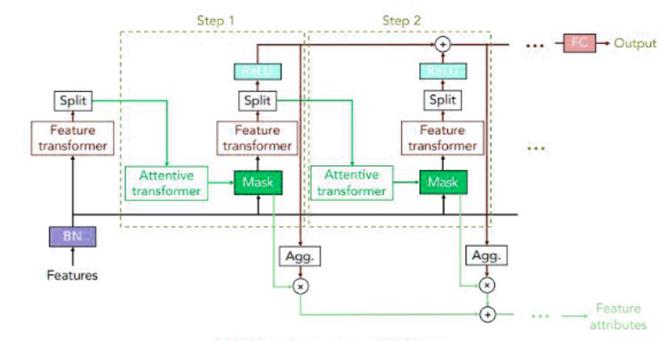 Step 1
Step 2
FC
Output
ReLU
ReLU
Split
Split
Split
Feature
transformer
Feature
transformer
Feature
transformer
...
Attentive
transformer
Mask
Attentive
transformer
Mask
BN
Features
Agg.
Agg.
Feature
attributes